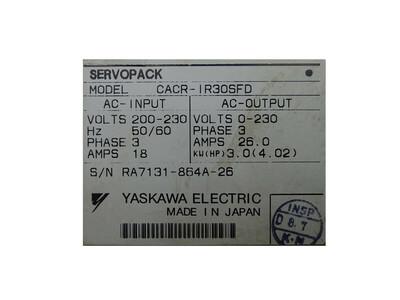 SERVOPACK
MODEL CACR-IR30SFD
AC-INPUT AC-OUTPUT
VOLTS 200-230 VOLTS 0-230
Hz 50/60 PHASE 3
PHASE 3 AMPS 26.0
AMPS 18 KW(HP) 3.0(4.02)
S/N RA7131-864A-26
YASKAWA ELECTRIC
MADE IN JAPAN
INSP
D 8.7
K.N